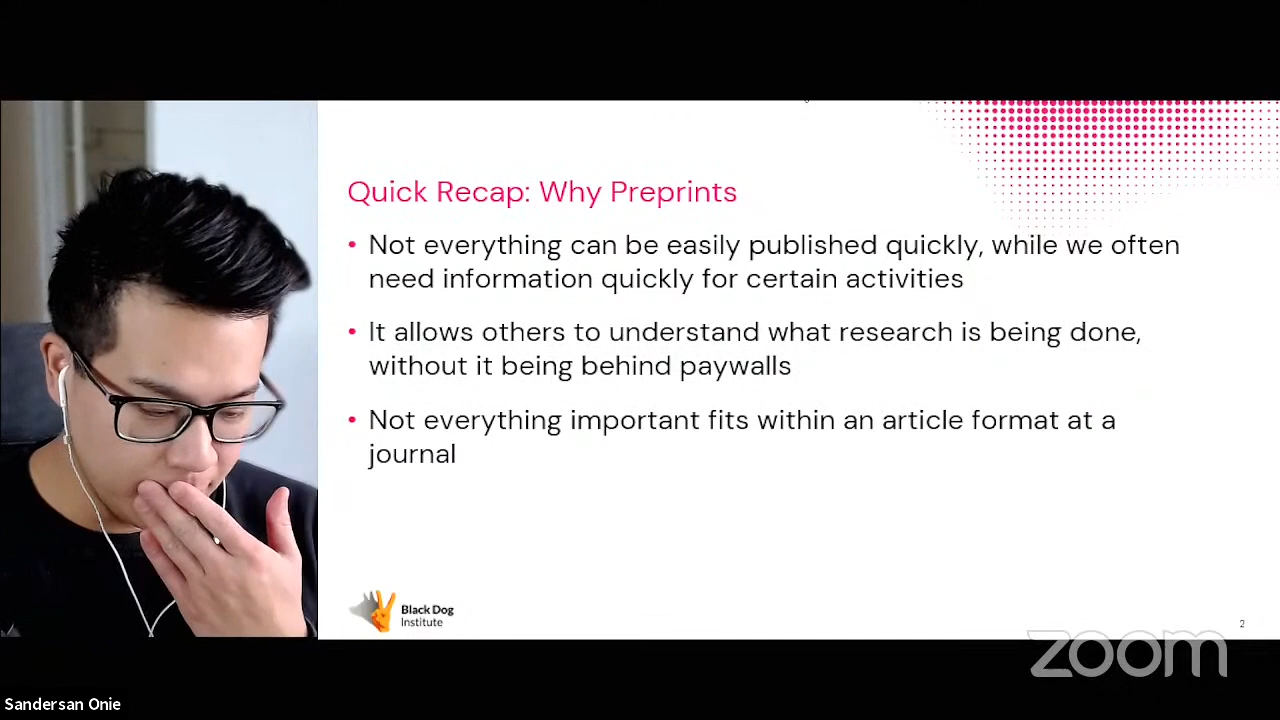 Quick Recap: Why Preprints
• Not everything can be easily published quickly, while we often
need information quickly for certain activities
• It allows others to understand what research is being done,
without it being behind paywalls
• Not everything important fits within an article format at a
journal
Black Dog
Institute
2
zoom
Sandersan Onie